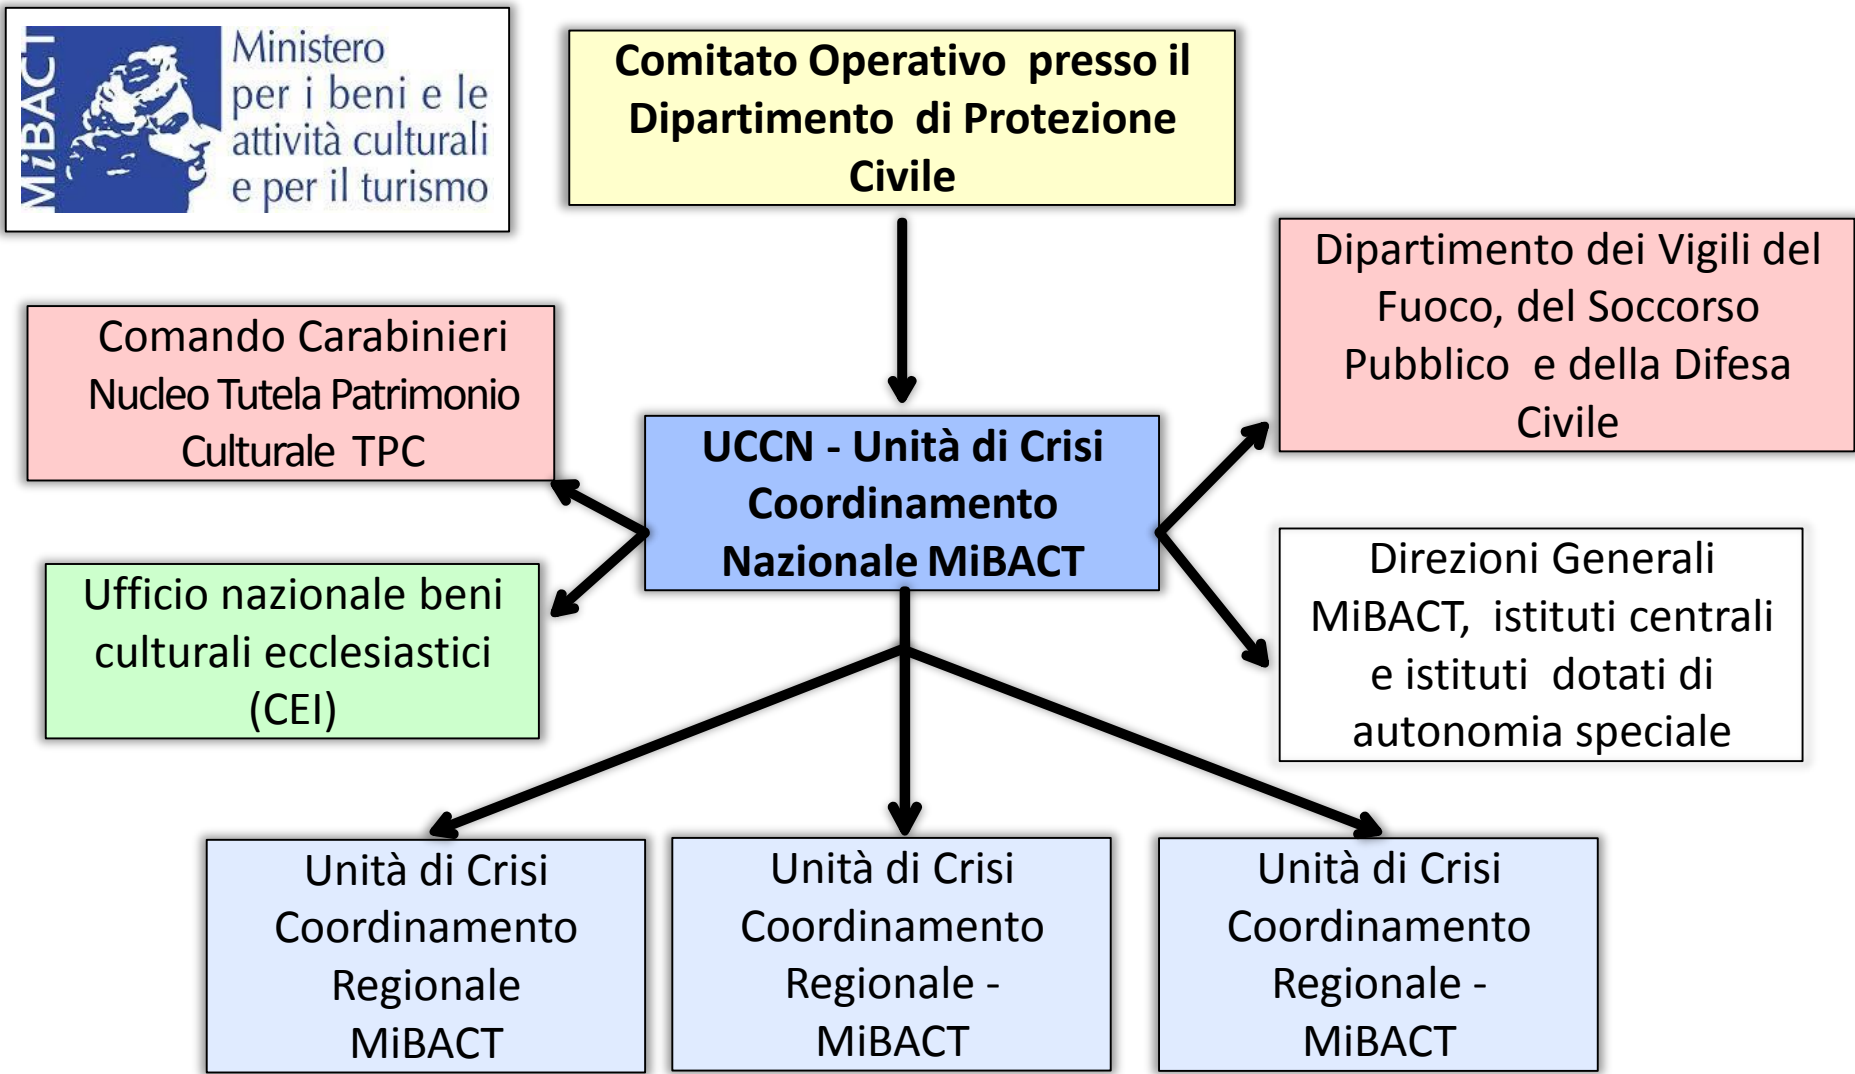 MiBACT
Ministero
per i beni e le
attività culturali
e per il turismo
Comitato Operativo presso il
Dipartimento di Protezione
Civile
Comando Carabinieri
Nucleo Tutela Patrimonio
Culturale TPC
Dipartimento dei Vigili del
Fuoco, del Soccorso
Pubblico e della Difesa
Civile
UCCN - Unità di Crisi
Coordinamento
Nazionale MiBACT
Ufficio nazionale beni
culturali ecclesiastici
(CEI)
Direzioni Generali
MiBACT, istituti centrali
e istituti dotati di
autonomia speciale
Unità di Crisi
Coordinamento
Regionale
MiBACT
Unità di Crisi
Coordinamento
Regionale -
MiBACT
Unità di Crisi
Coordinamento
Regionale -
MiBACT